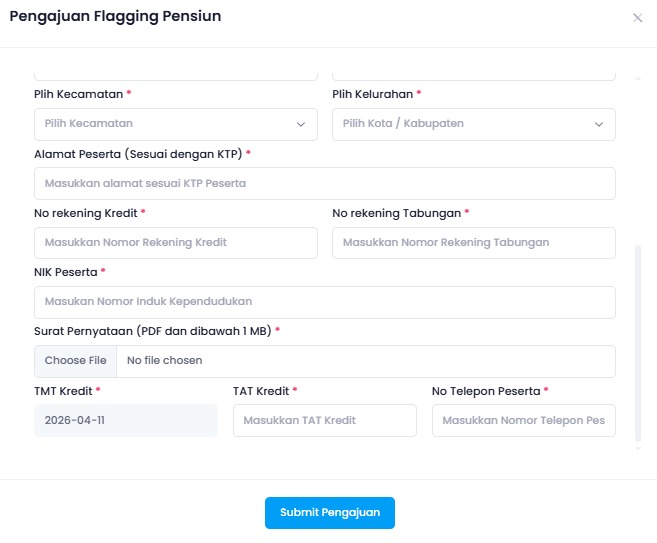 Pengajuan Flagging Pensiun
Plih Kecamatan *
Plih Kelurahan *
Pilih Kecamatan
Pilih Kota / Kabupaten
Alamat Peserta (Sesuai dengan KTP) *
Masukkan alamat sesuai KTP Peserta
No rekening Kredit *
No rekening Tabungan *
Masukkan Nomor Rekening Kredit
Masukkan Nomor Rekening Tabungan
NIK Peserta *
Masukan Nomor Induk Kependudukan
Surat Pernyataan (PDF dan dibawah 1 MB) *
Choose File No file chosen
TMT Kredit *
TAT Kredit *
No Telepon Peserta *
2026-04-11
Masukkan TAT Kredit
Masukkan Nomor Telepon Pes
Submit Pengajuan